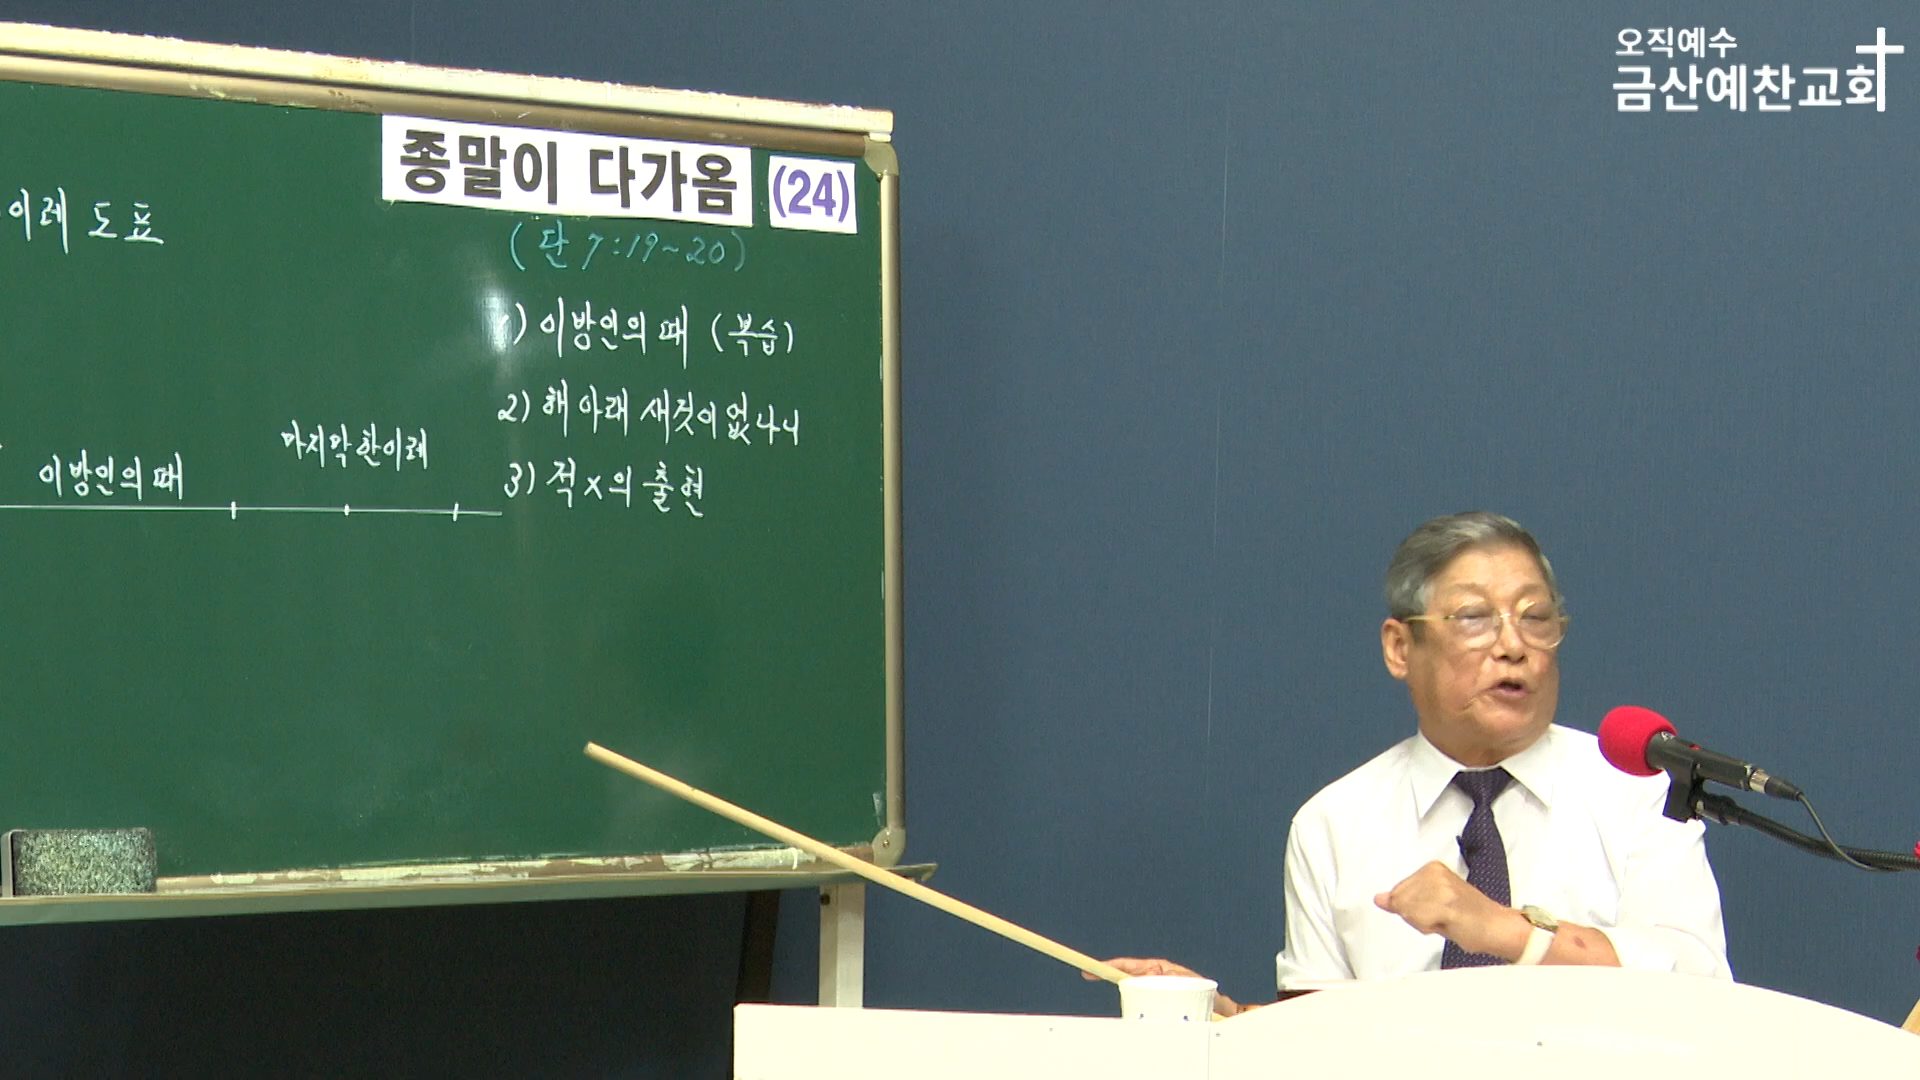 오직예수
금산예찬교회
종말이 다가옴 (24)
(단 7:19~20)
이레 도표
1) 이방인의 때 (복습)
2) 해 아래 새것이 없나니
3) 적x의 출현
마지막 한이레
이방인의 때